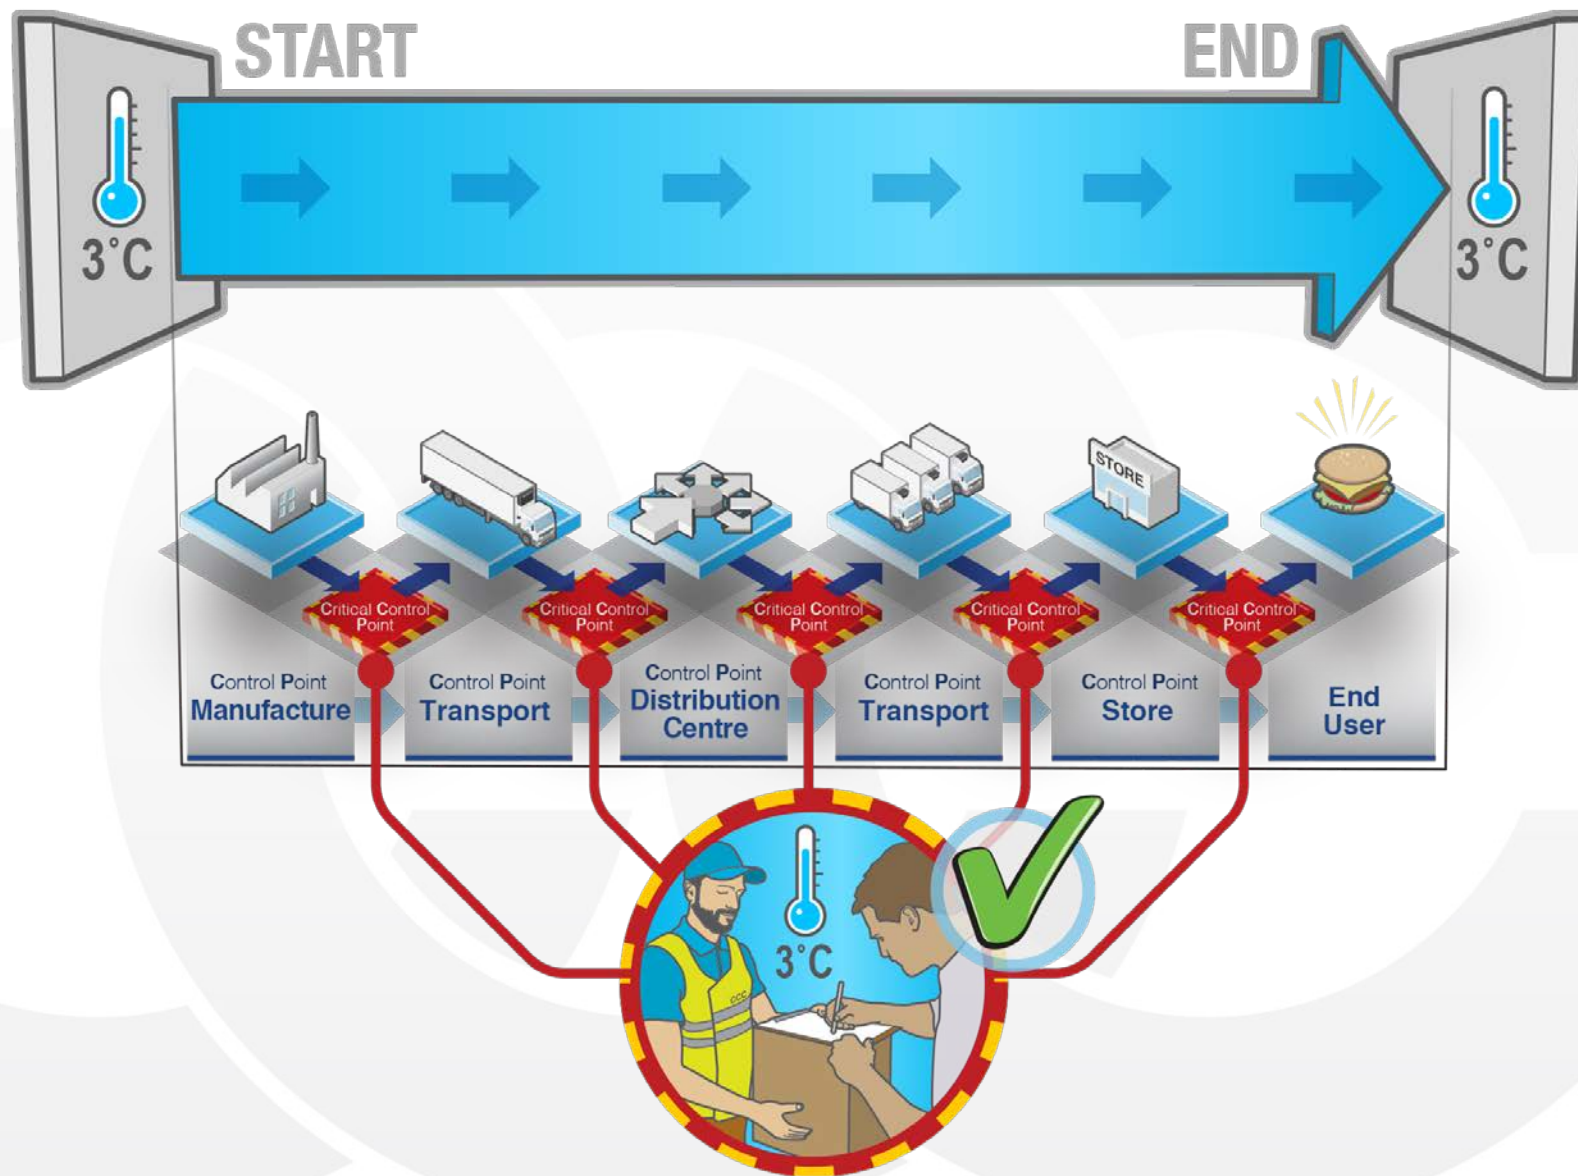 START
END
3°C
3°C
STORE
Critical Control
Point
Critical Control
Point
Critical Control
Point
Critical Control
Point
Critical Control
Point
Control Point
Manufacture
Control Point
Transport
Control Point
Distribution
Centre
Control Point
Transport
Control Point
Store
End
User
3°C
CCC